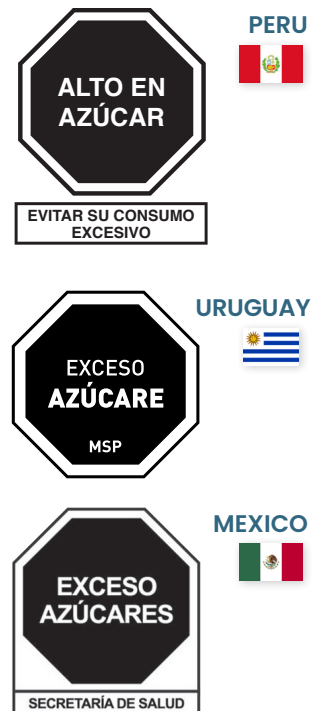 PERU
ALTO EN
AZÚCAR
EVITAR SU CONSUMO
EXCESIVO
URUGUAY
EXCESO
AZÚCARE
MSP
MEXICO
EXCESO
AZÚCARES
SECRETARÍA DE SALUD